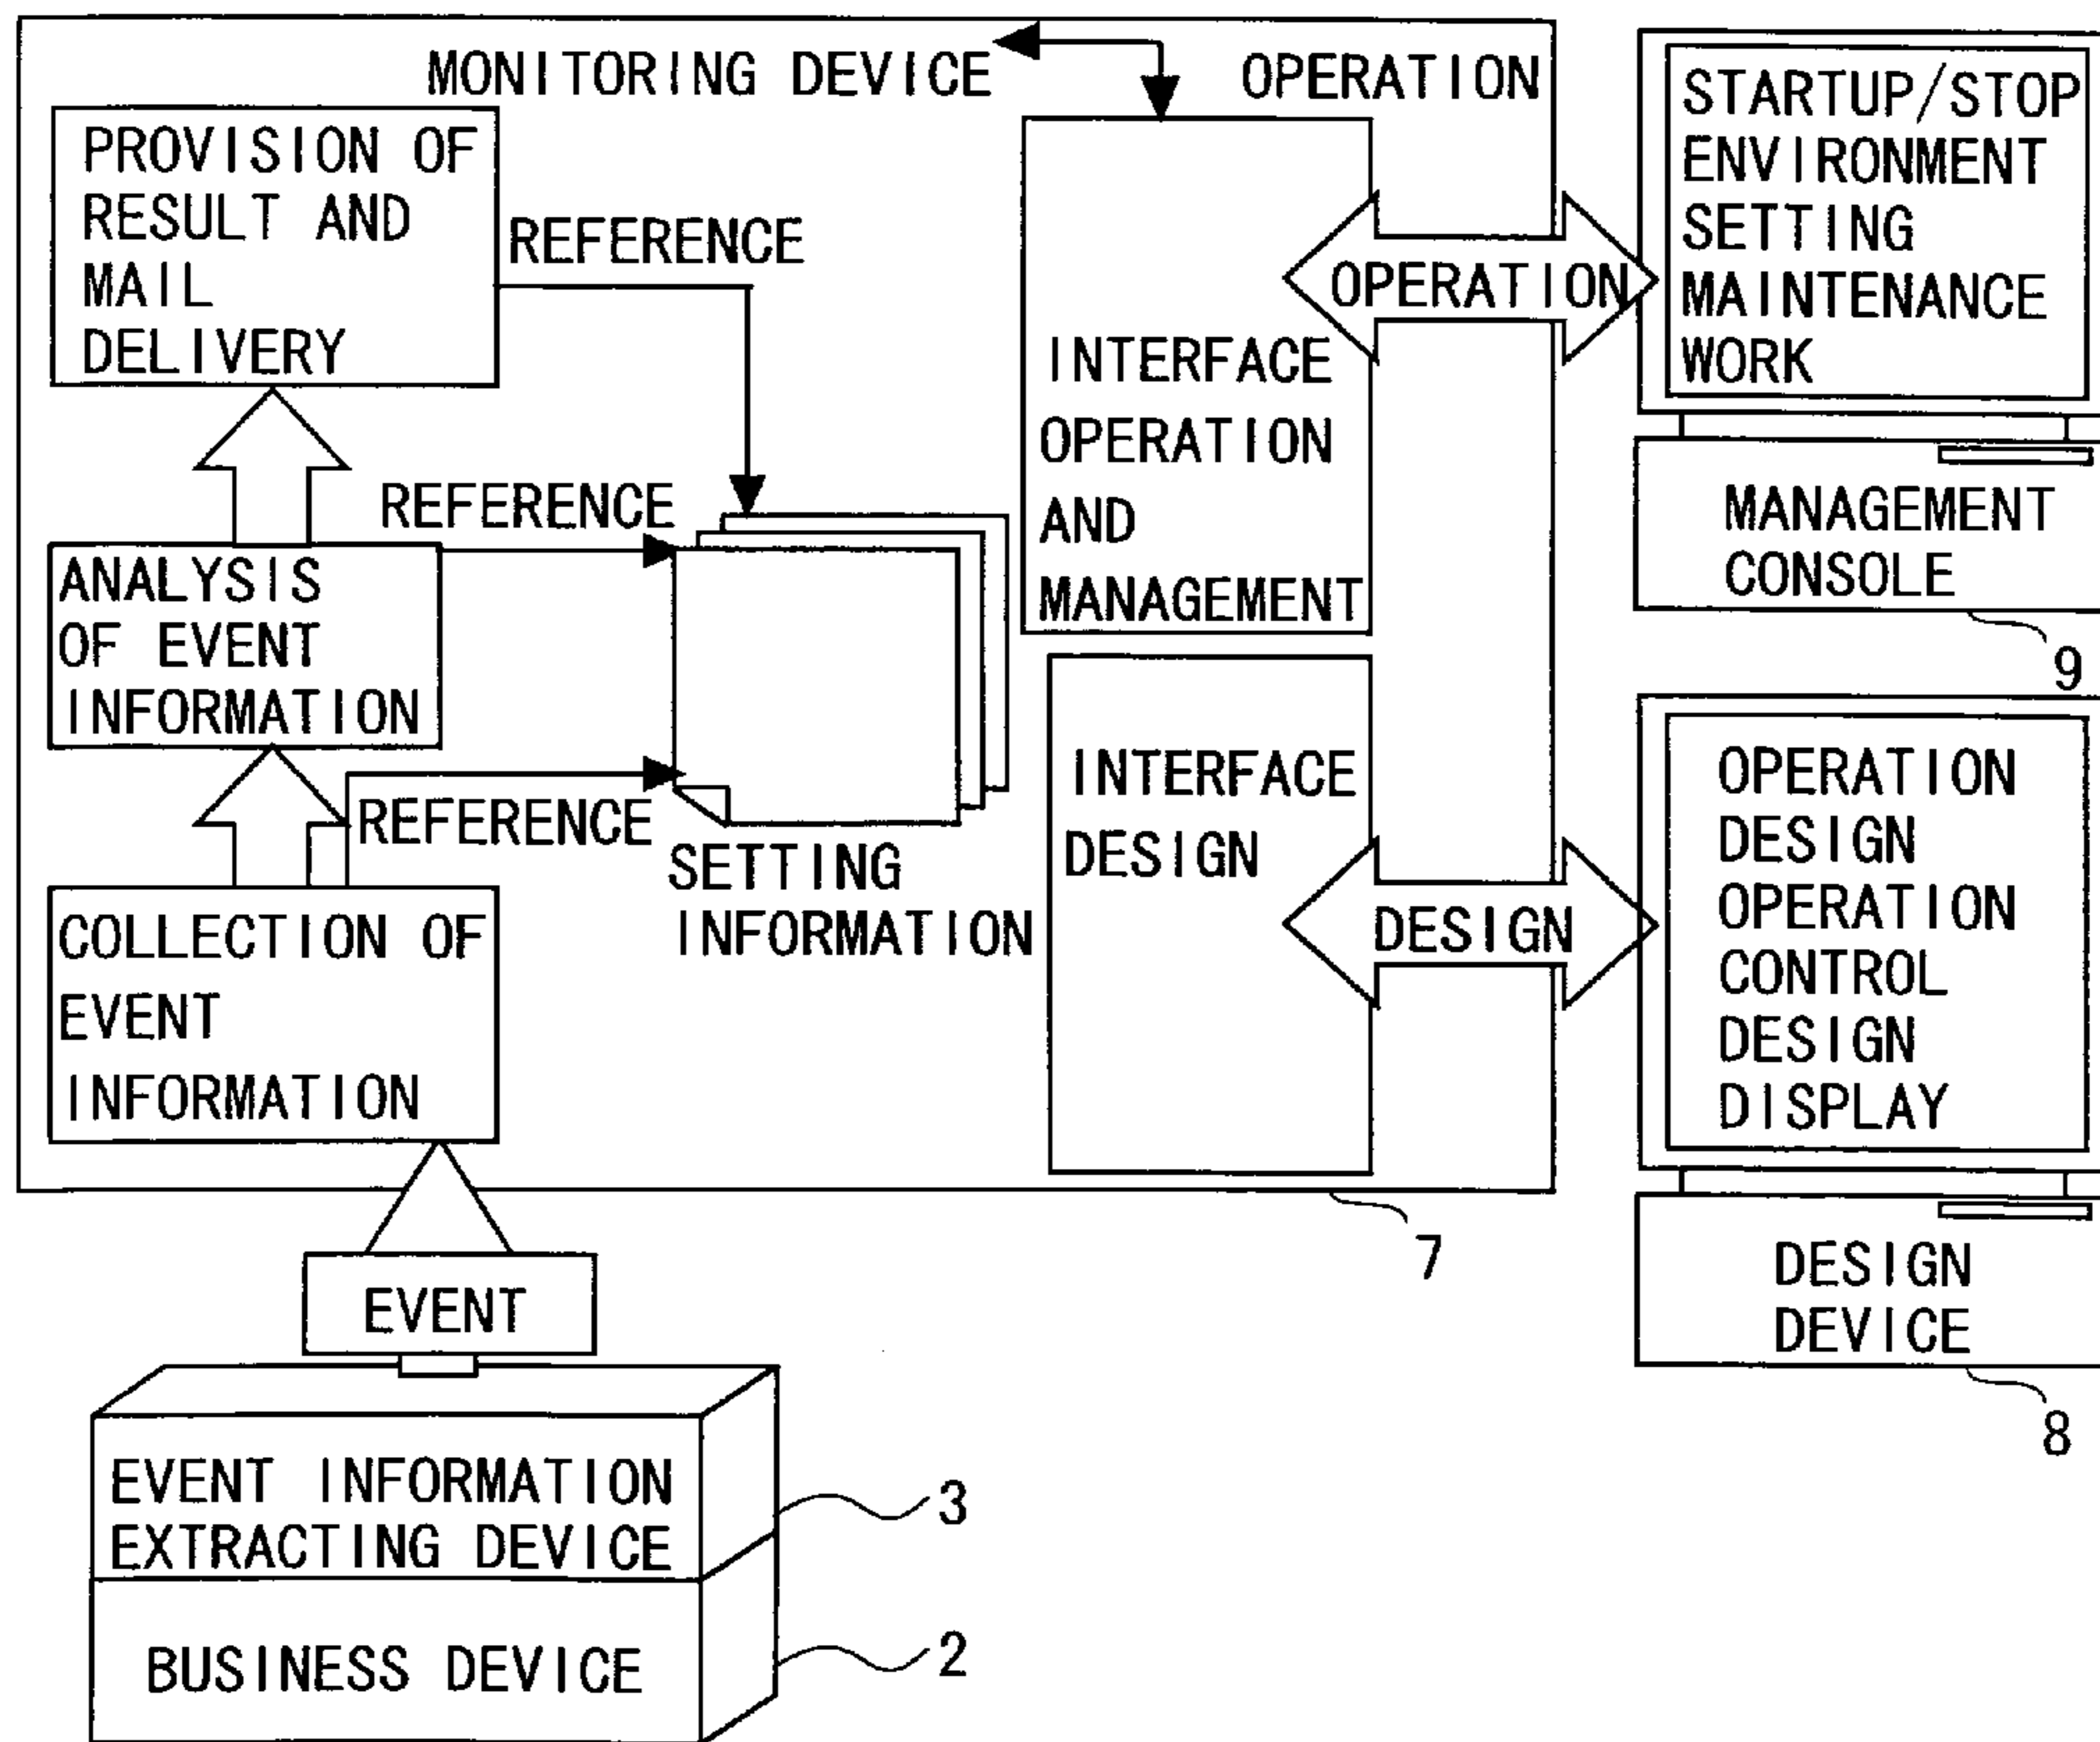 MONITORING DEVICE
OPERATION
PROVISION OF
RESULT AND
MAIL
DELIVERY
REFERENCE
REFERENCE
ANALYSIS
OF EVENT
INFORMATION
REFERENCE
SETTING
INFORMATION
COLLECTION OF
EVENT
INFORMATION
INTERFACE
OPERATION
AND
MANAGEMENT
OPERATION
INTERFACE
DESIGN
DESIGN
STARTUP/STOP
ENVIRONMENT
SETTING
MAINTENANCE
WORK
MANAGEMENT
CONSOLE
9
OPERATION
DESIGN
OPERATION
CONTROL
DESIGN
DISPLAY
DESIGN
DEVICE
8
7
EVENT
EVENT INFORMATION
EXTRACTING DEVICE
3
BUSINESS DEVICE
2